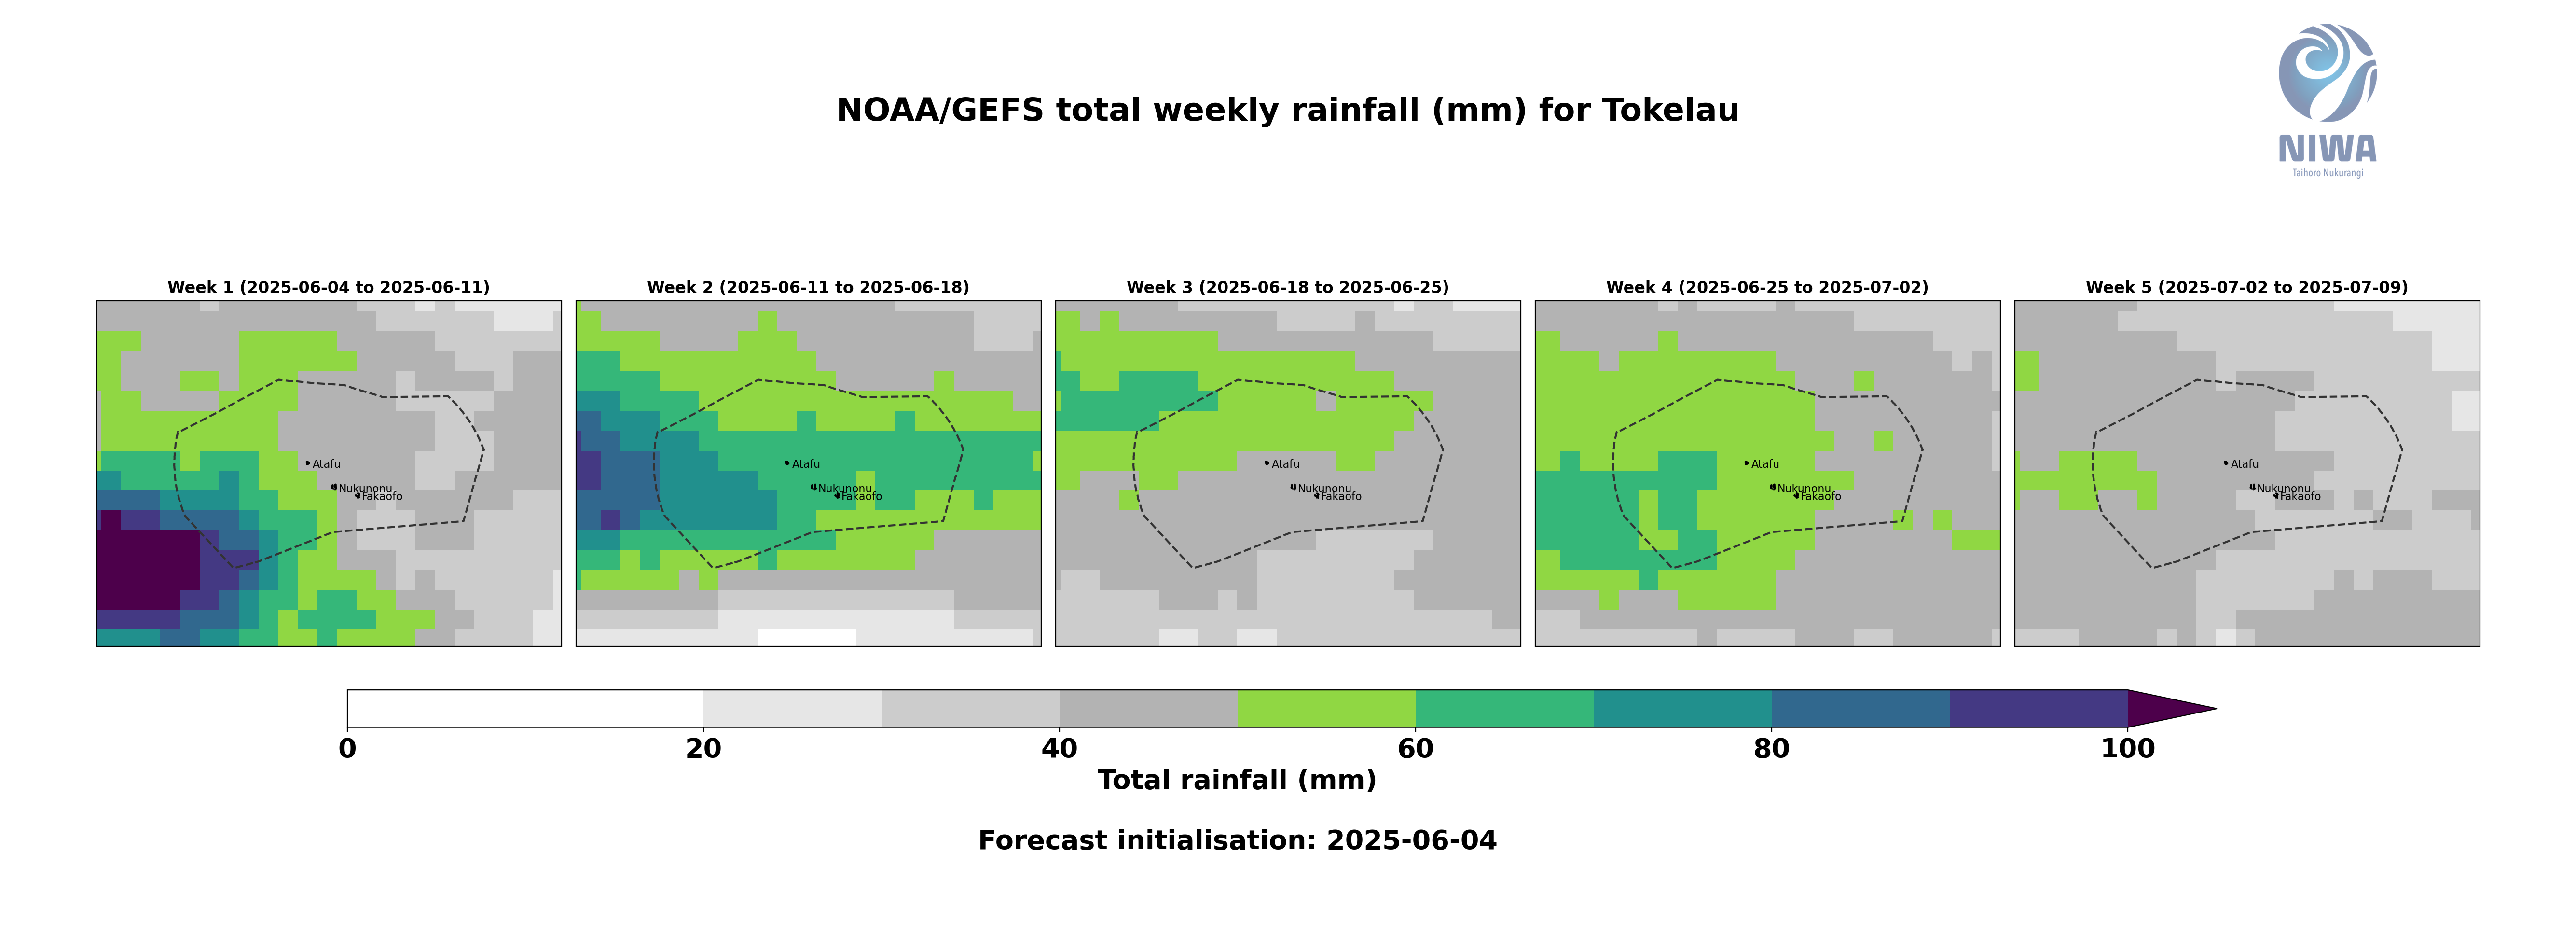 NOAA/GEFS total weekly rainfall (mm) for Tokelau
NIWA
Taihoro Nukurangi
Week 1 (2025-06-04 to 2025-06-11)
Week 2 (2025-06-11 to 2025-06-18)
Week 3 (2025-06-18 to 2025-06-25)
Week 4 (2025-06-25 to 2025-07-02)
Week 5 (2025-07-02 to 2025-07-09)
Atafu
Nukunonu
Fakaofo
Atafu
Nukunonu
Fakaofo
Atafu
Nukunonu
Fakaofo
Atafu
Nukunonu
Fakaofo
Atafu
Nukunonu
Fakaofo
0 20 40 60 80 100
Total rainfall (mm)
Forecast initialisation: 2025-06-04